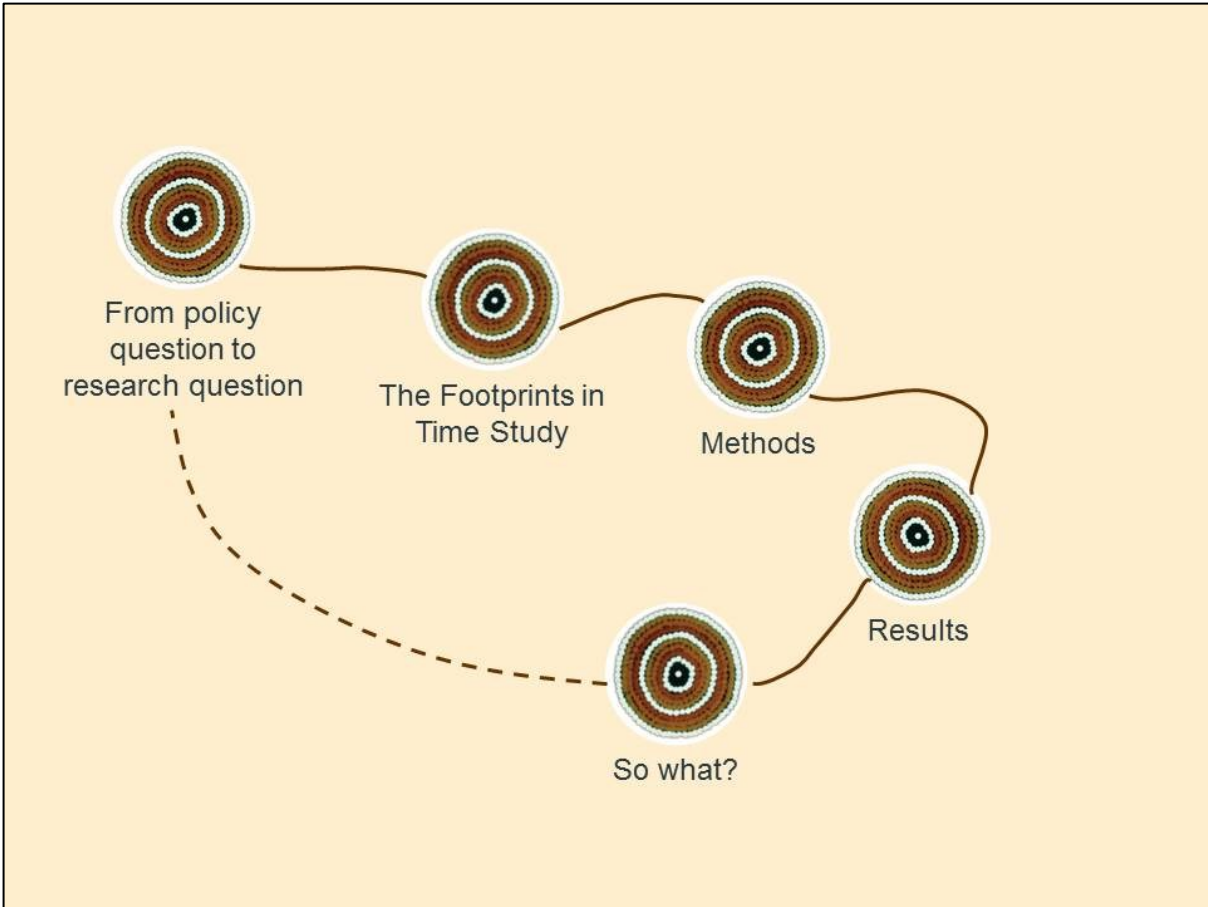 From policy
question to
research question
The Footprints in
Time Study
Methods
Results
So what?